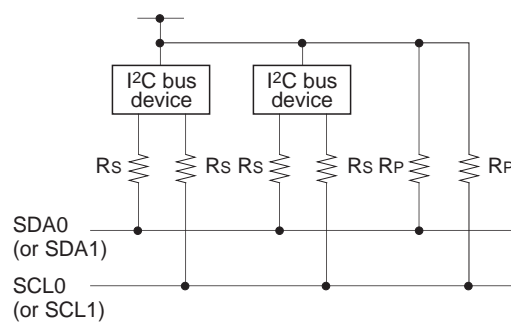 I²C bus
device
I²C bus
device
RS
RS
RS
RS
RP
RP
SDA0
(or SDA1)
SCL0
(or SCL1)